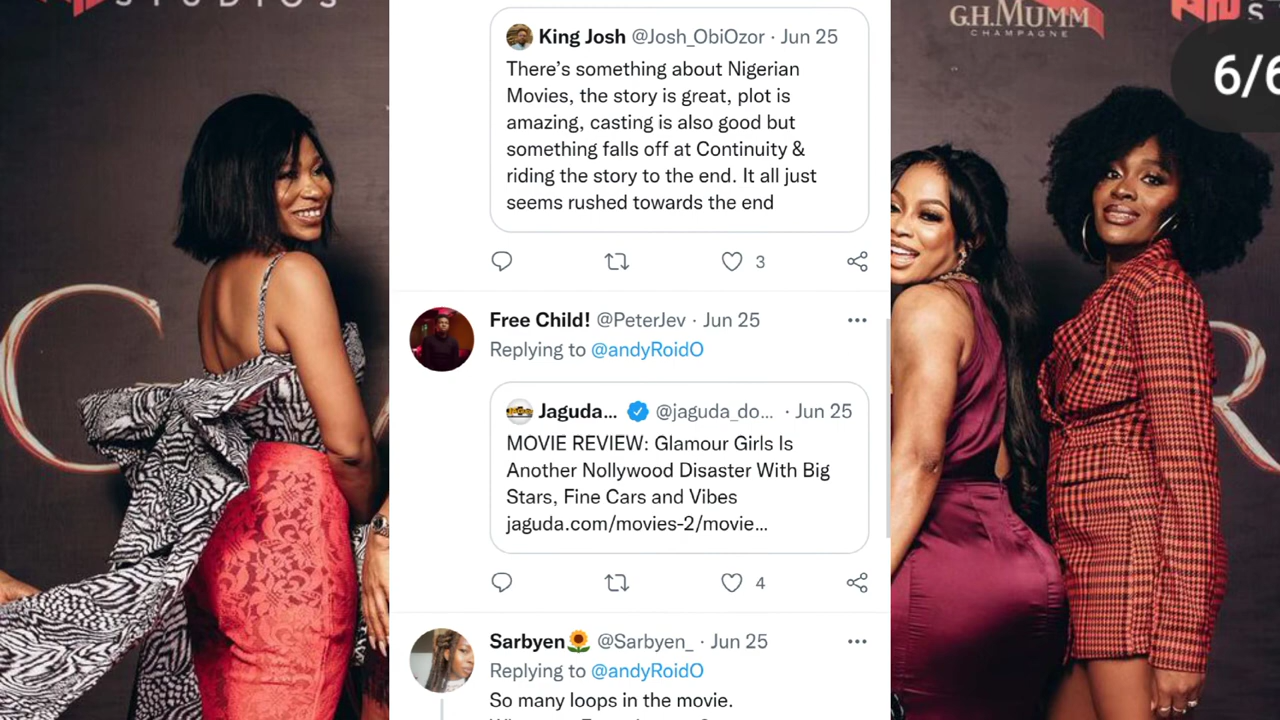 STUDIOS
G.H.MUMM
CHAMPAGNE
S
6/6
C
R
King Josh @Josh_ObiOzor · Jun 25
There's something about Nigerian
Movies, the story is great, plot is
amazing, casting is also good but
something falls off at Continuity &
riding the story to the end. It all just
seems rushed towards the end
3
Free Child! @PeterJev · Jun 25
Replying to @andyRoidO
Jaguda... @jaguda_do... · Jun 25
MOVIE REVIEW: Glamour Girls Is
Another Nollywood Disaster With Big
Stars, Fine Cars and Vibes
jaguda.com/movies-2/movie...
4
Sarbyen🌻 @Sarbyen_ · Jun 25
Replying to @andyRoidO
So many loops in the movie.